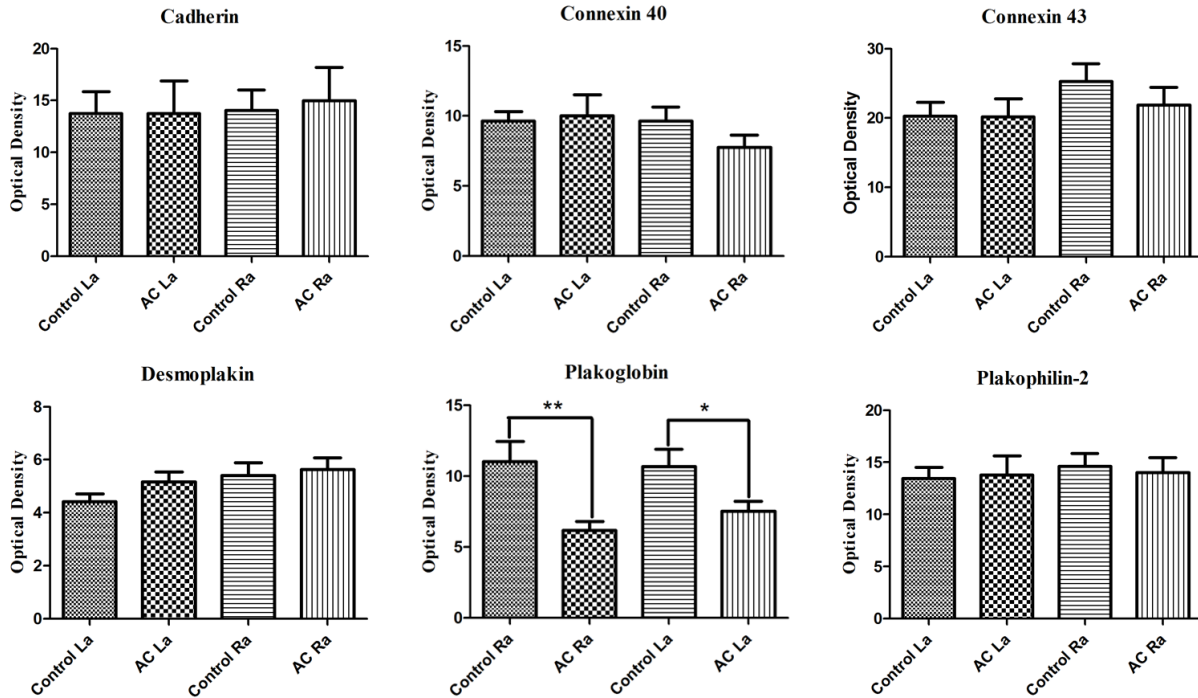 Cadherin
20
15
10
5
0
Optical Density
Control La
AC La
Control Ra
AC Ra
Connexin 40
15
10
5
0
Optical Density
Control La
AC La
Control Ra
AC Ra
Connexin 43
30
20
10
0
Optical Density
Control La
AC La
Control Ra
AC Ra
Desmoplakin
8
6
4
2
0
Optical Density
Control La
AC La
Control Ra
AC Ra
Plakoglobin
15
10
5
0
Optical Density
**
*
Control Ra
AC Ra
Control La
AC La
Plakophilin-2
20
15
10
5
0
Optical Density
Control La
AC La
Control Ra
AC Ra